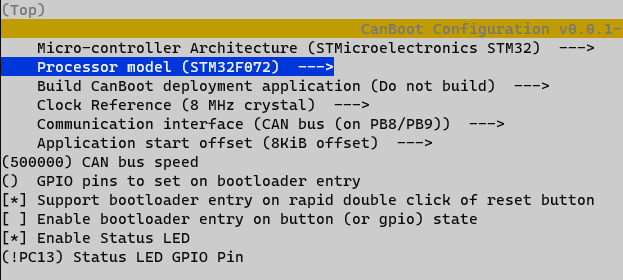 (Top)
CanBoot Configuration v0.0.1-
Micro-controller Architecture (STMicroelectronics STM32)  --->
Processor model (STM32F072)  --->
Build CanBoot deployment application (Do not build)  --->
Clock Reference (8 MHz crystal)  --->
Communication interface (CAN bus (on PB8/PB9))  --->
Application start offset (8KiB offset)  --->
(500000) CAN bus speed
()  GPIO pins to set on bootloader entry
[*] Support bootloader entry on rapid double click of reset button
[ ] Enable bootloader entry on button (or gpio) state
[*] Enable Status LED
(!PC13) Status LED GPIO Pin